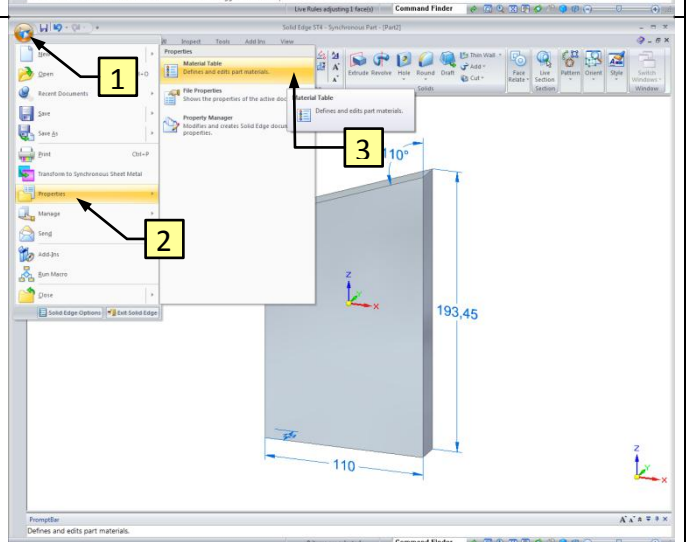 Live Rules adjusting 1 face(s) Command Finder
Solid Edge ST4 - Synchronous Part - [Part2]
Inspect Tools Add Ins View
New
Open
Recent Documents
Save
Save As
Print Ctrl+P
Transform to Synchronous Sheet Metal
Properties
Manage
Send
Add-Ins
Run Macro
Close
Solid Edge Options Exit Solid Edge
Properties
Material Table
Defines and edits part materials.
File Properties
Shows the properties of the active doc
Property Manager
Modifies and creates Solid Edge docu
properties.
Material Table
Defines and edits part materials.
Extrude Revolve Hole Round Draft
Thin Wall
Add
Cut
Solids
Face
Relate
Live
Section
Section
Pattern Orient Style
Switch
Windows
Window
1
2
3
110°
193,45
110
z
x
z
x
PromptBar
Defines and edits part materials.
Command Finder